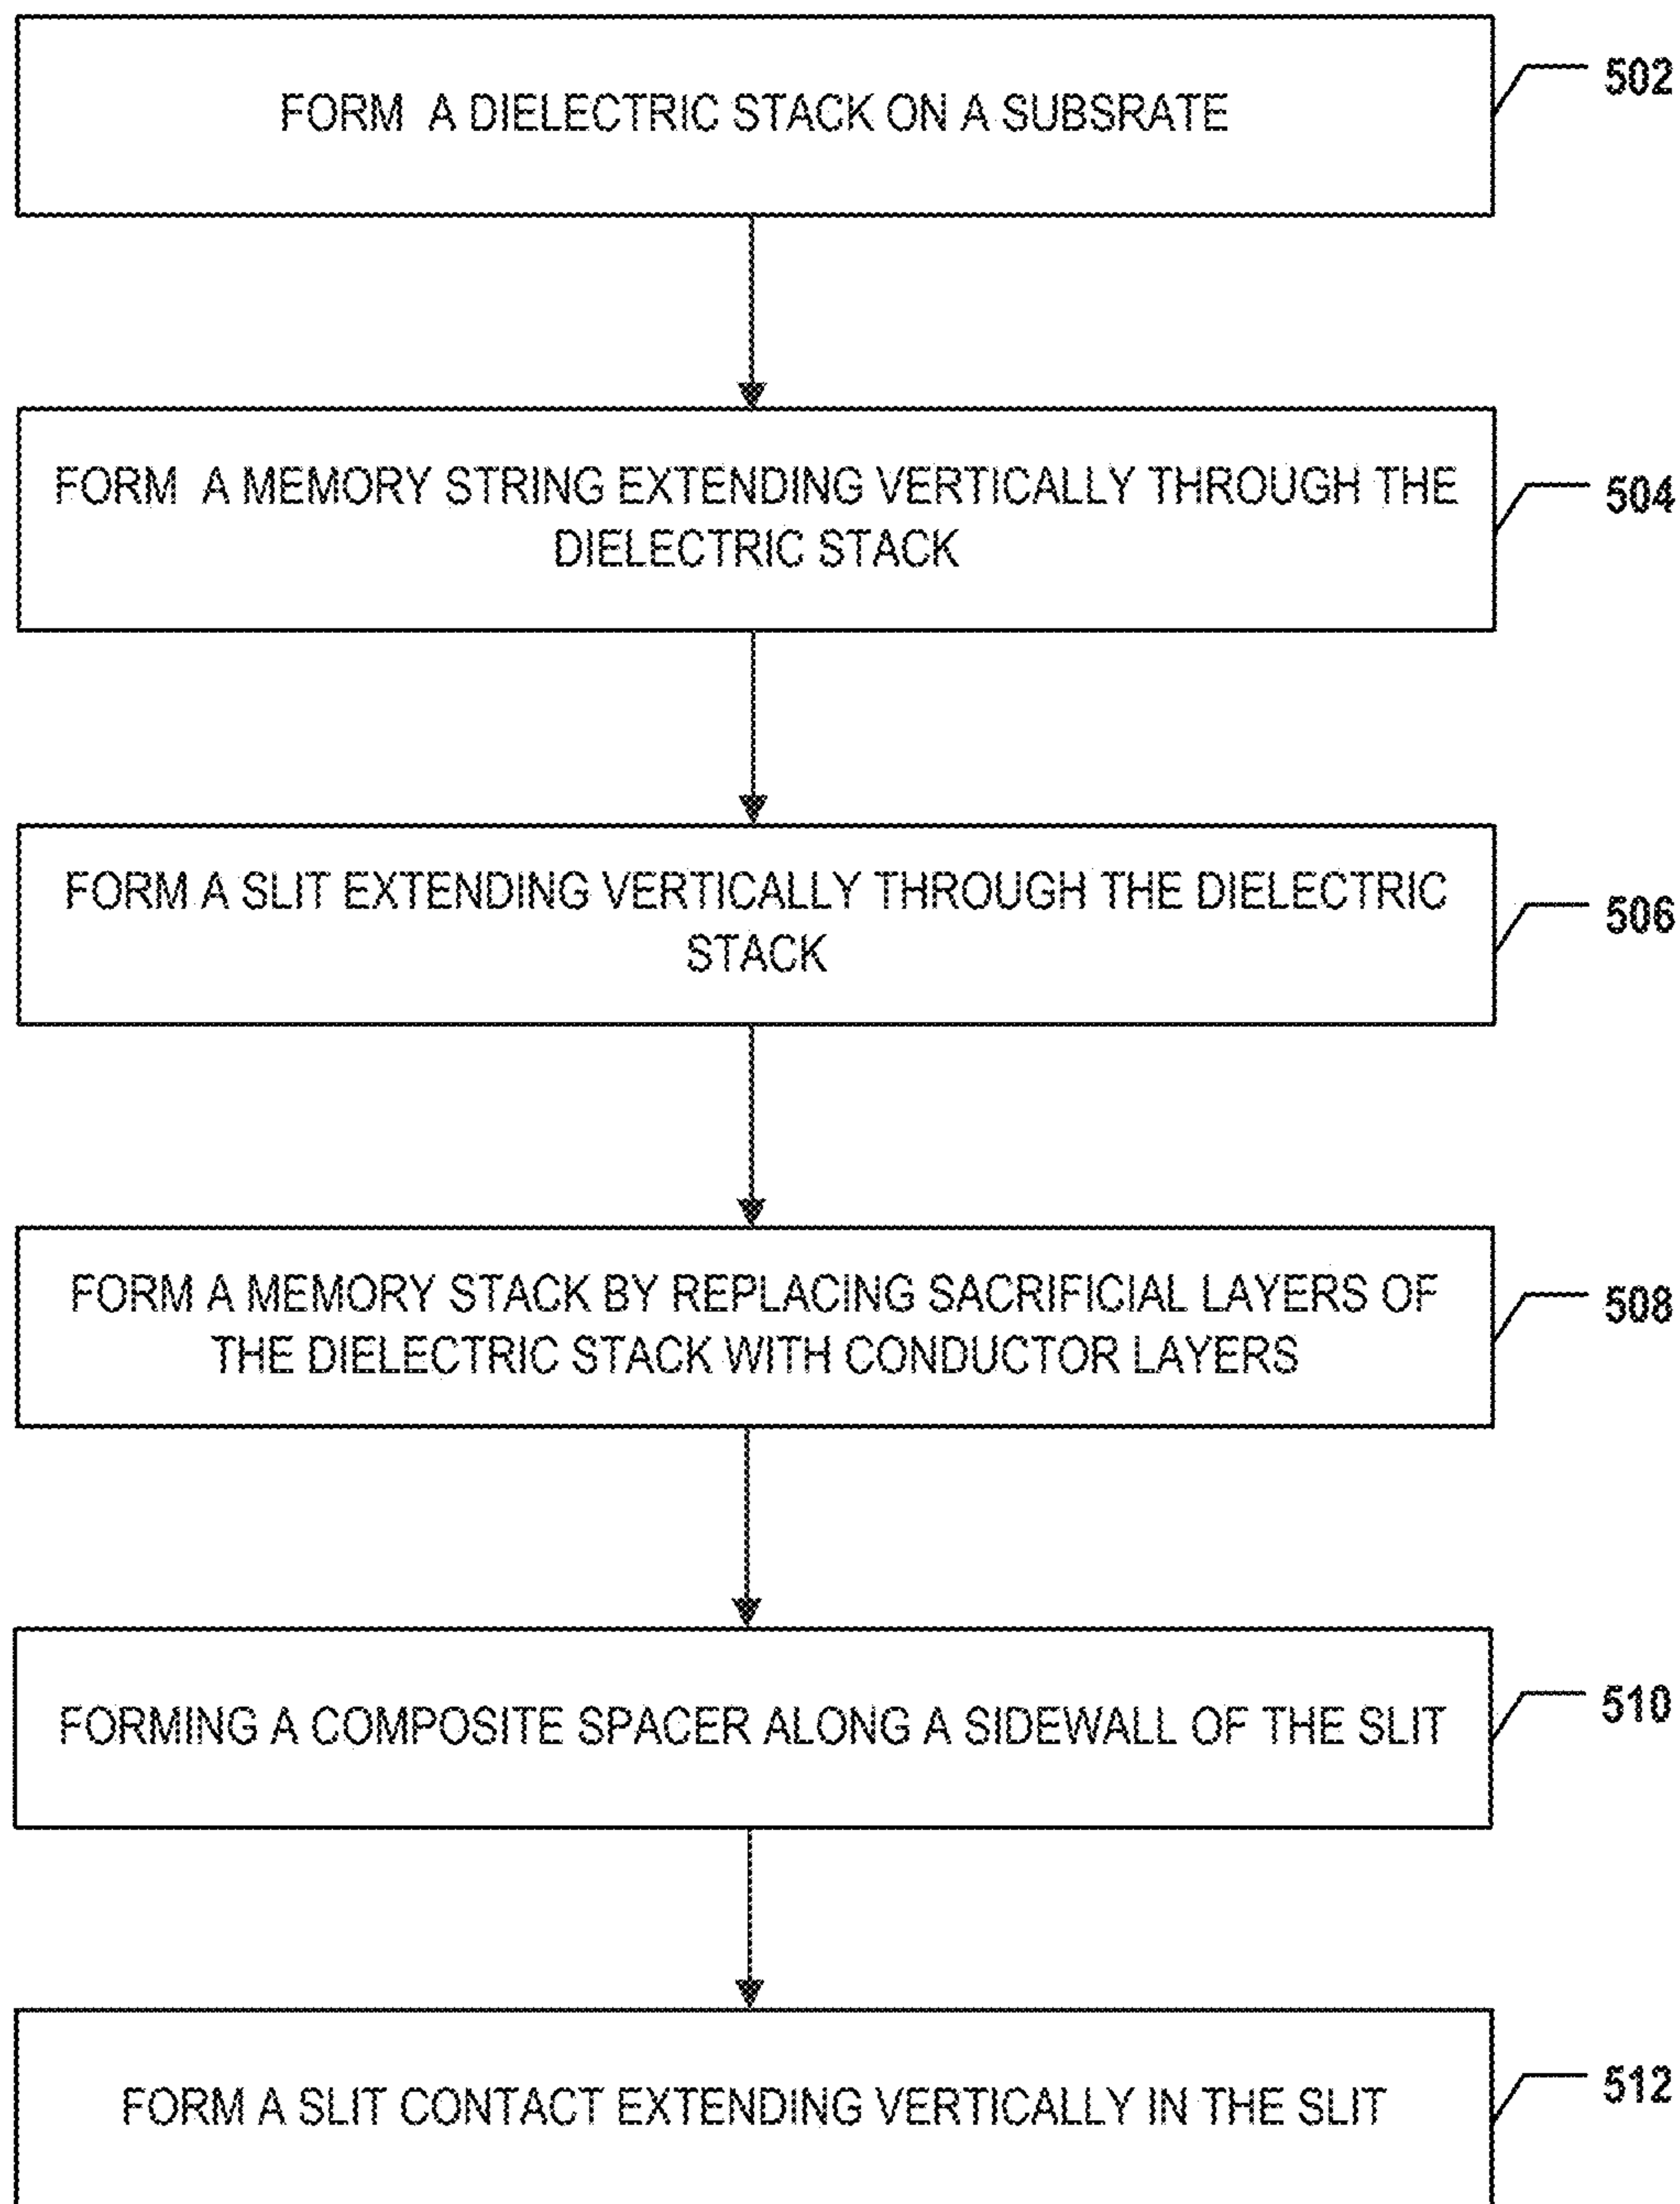 FORM A DIELECTRIC STACK ON A SUBSRATE
502
FORM A MEMORY STRING EXTENDING VERTICALLY THROUGH THE
DIELECTRIC STACK
504
FORM A SLIT EXTENDING VERTICALLY THROUGH THE DIELECTRIC
STACK
506
FORM A MEMORY STACK BY REPLACING SACRIFICIAL LAYERS OF
THE DIELECTRIC STACK WITH CONDUCTOR LAYERS
508
FORMING A COMPOSITE SPACER ALONG A SIDEWALL OF THE SLIT
510
FORM A SLIT CONTACT EXTENDING VERTICALLY IN THE SLIT
512